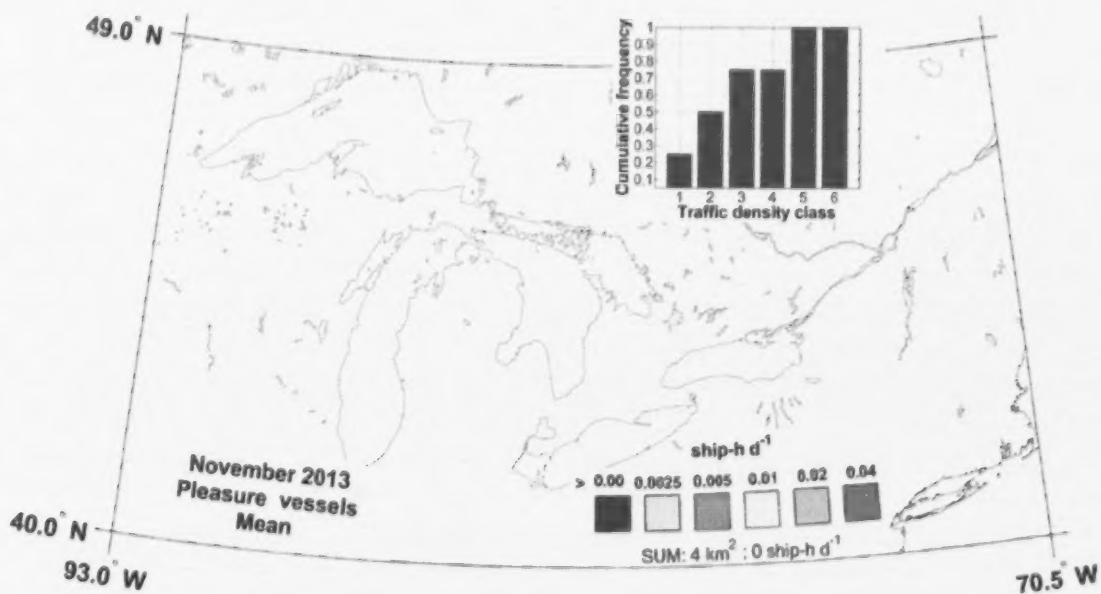 49.0° N
Cumulative frequency
1
0.9
0.8
0.7
0.6
0.5
0.4
0.3
0.2
0.1
1 2 3 4 5 6
Traffic density class
November 2013
Pleasure vessels
Mean
ship-h d⁻¹
> 0.00 0.0025 0.005 0.01 0.02 0.04
SUM: 4 km² ; 0 ship-h d⁻¹
40.0° N
93.0° W
70.5° W